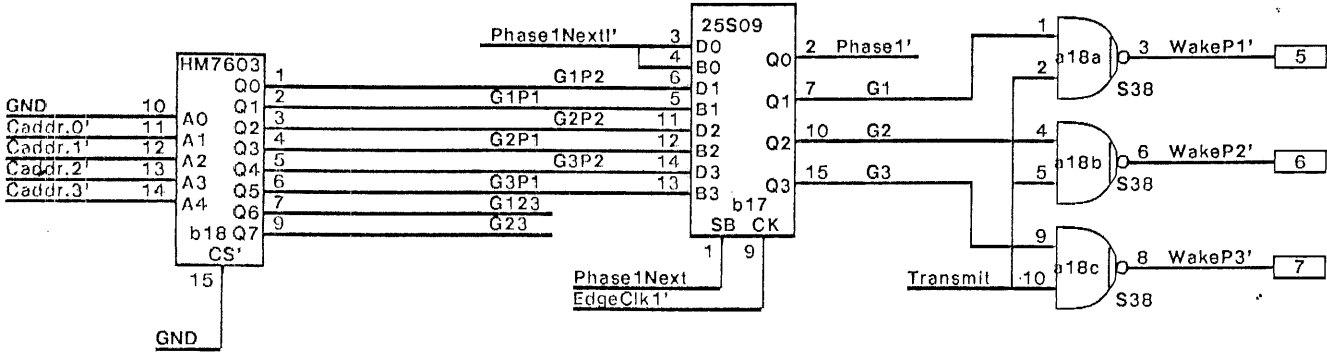 25S09
Phase1Nextl' 3 D0
4 B0
Q0 2 Phase1'
1 a18a 3 WakeP1' 5
2 S38
HM7603
Q0 1 G1P2 6 D1
Q1 2 G1P1 5 B1
Q1 7 G1
GND 10 A0
Q2 3 G2P2 11 D2
Caddr.0' 11 A1
Q3 4 G2P1 12 B2
Q2 10 G2 4 a18b 6 WakeP2' 6
5 S38
Caddr.1' 12 A2
Q4 5 G3P2 14 D3
Caddr.2' 13 A3
Q5 6 G3P1 13 B3
Q3 15 G3
Caddr.3' 14 A4
Q6 7 G123
b18 Q7 9 G23
b17
SB CK
CS'
15
1 9
9 a18c 8 WakeP3' 7
Transmit 10 S38
Phase1Next
EdgeClk1'
GND